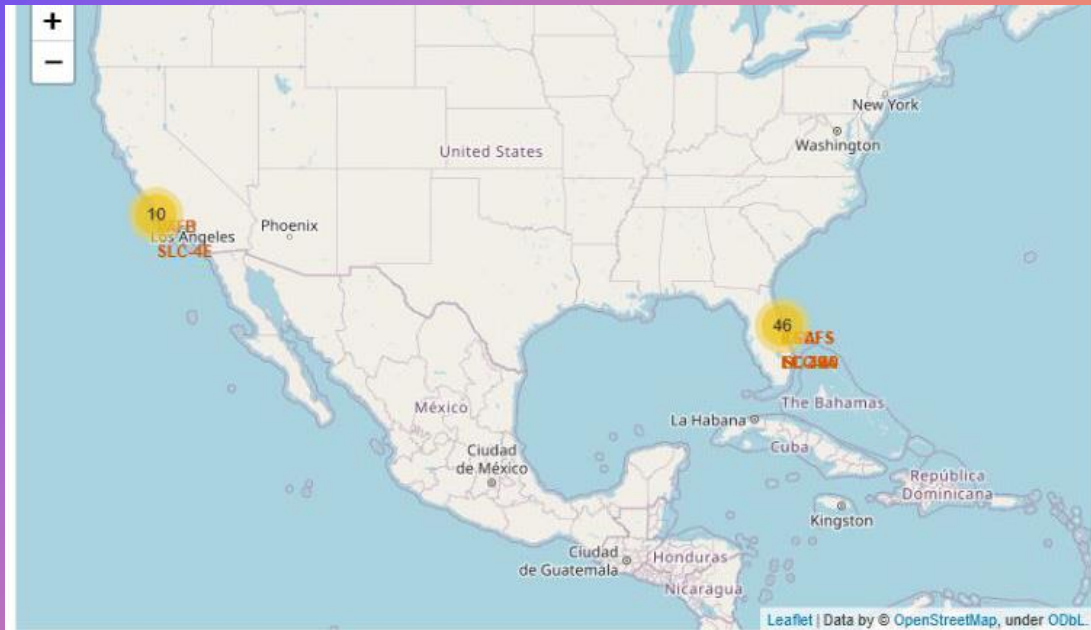 +
−
New York
Washington
United States
10
Los Angeles
Phoenix
SLC-4E
46
México
The Bahamas
La Habana
Cuba
Ciudad
de México
República
Dominicana
Kingston
Ciudad
de Guatemala
Honduras
Nicaragua
Leaflet | Data by © OpenStreetMap, under ODbL.